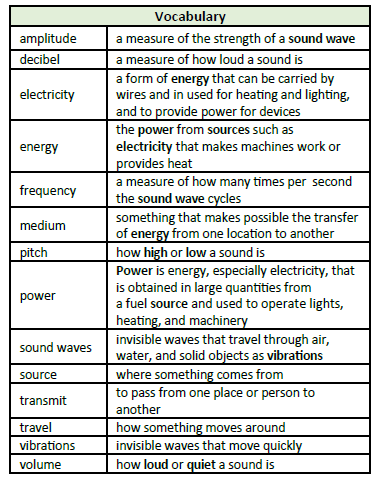 Vocabulary
amplitude a measure of the strength of a sound wave
decibel a measure of how loud a sound is
electricity a form of energy that can be carried by
wires and in used for heating and lighting,
and to provide power for devices
energy the power from sources such as
electricity that makes machines work or
provides heat
frequency a measure of how many times per second
the sound wave cycles
medium something that makes possible the transfer
of energy from one location to another
pitch how high or low a sound is
power Power is energy, especially electricity, that
is obtained in large quantities from
a fuel source and used to operate lights,
heating, and machinery
sound waves invisible waves that travel through air,
water, and solid objects as vibrations
source where something comes from
transmit to pass from one place or person to
another
travel how something moves around
vibrations invisible waves that move quickly
volume how loud or quiet a sound is